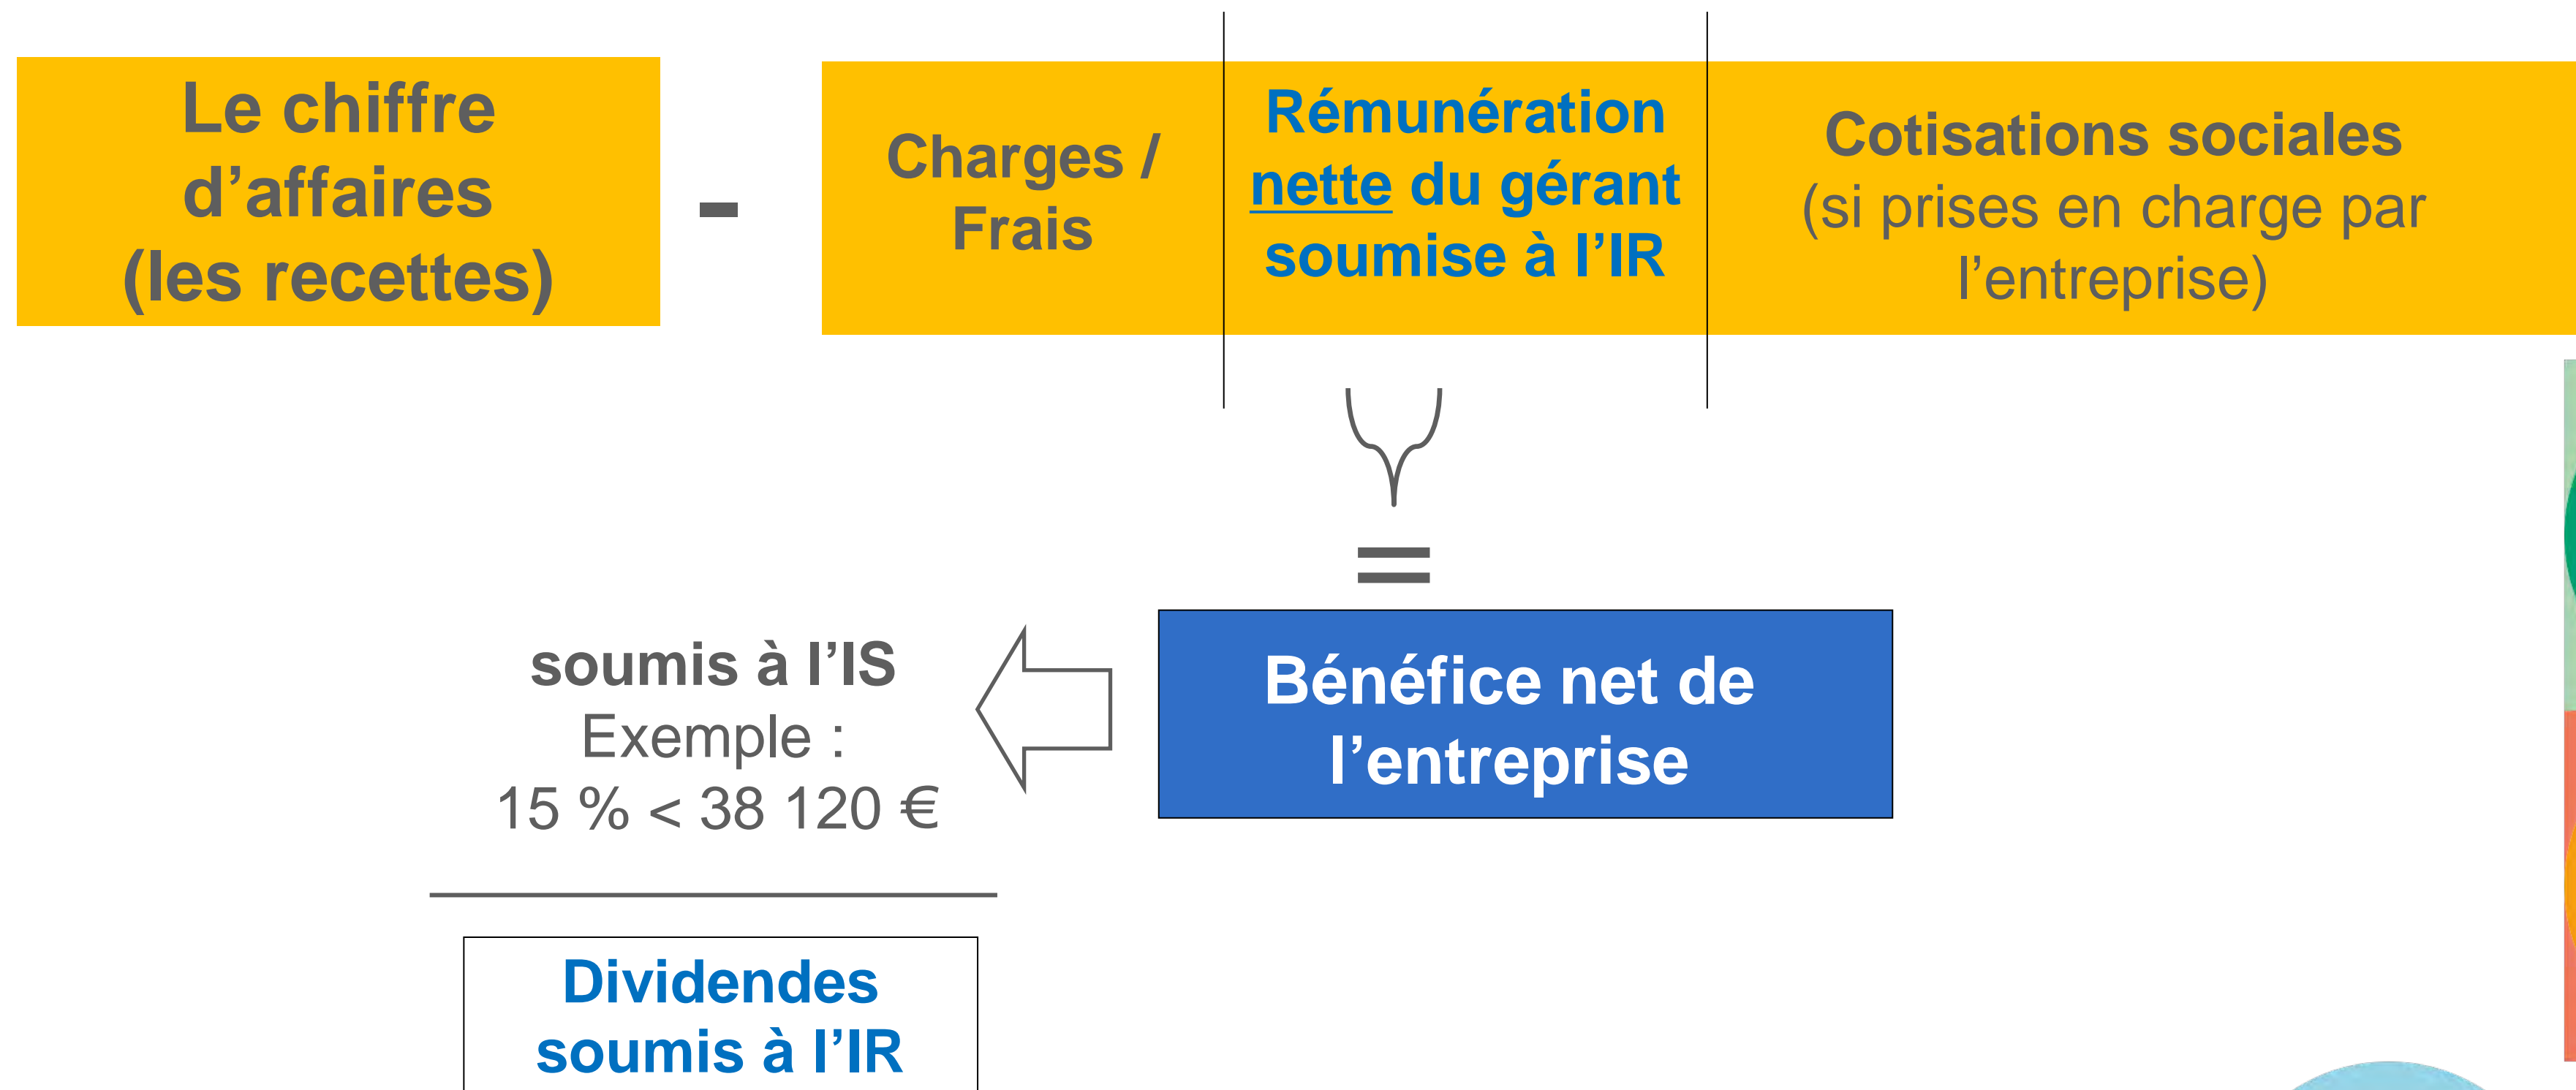 Le chiffre
d’affaires
(les recettes)
-
Charges /
Frais
Rémunération
nette du gérant
soumise à l’IR
Cotisations sociales
(si prises en charge par
l’entreprise)
=
Bénéfice net de
l’entreprise
soumis à l’IS
Exemple :
15 % < 38 120 €
Dividendes
soumis à l’IR